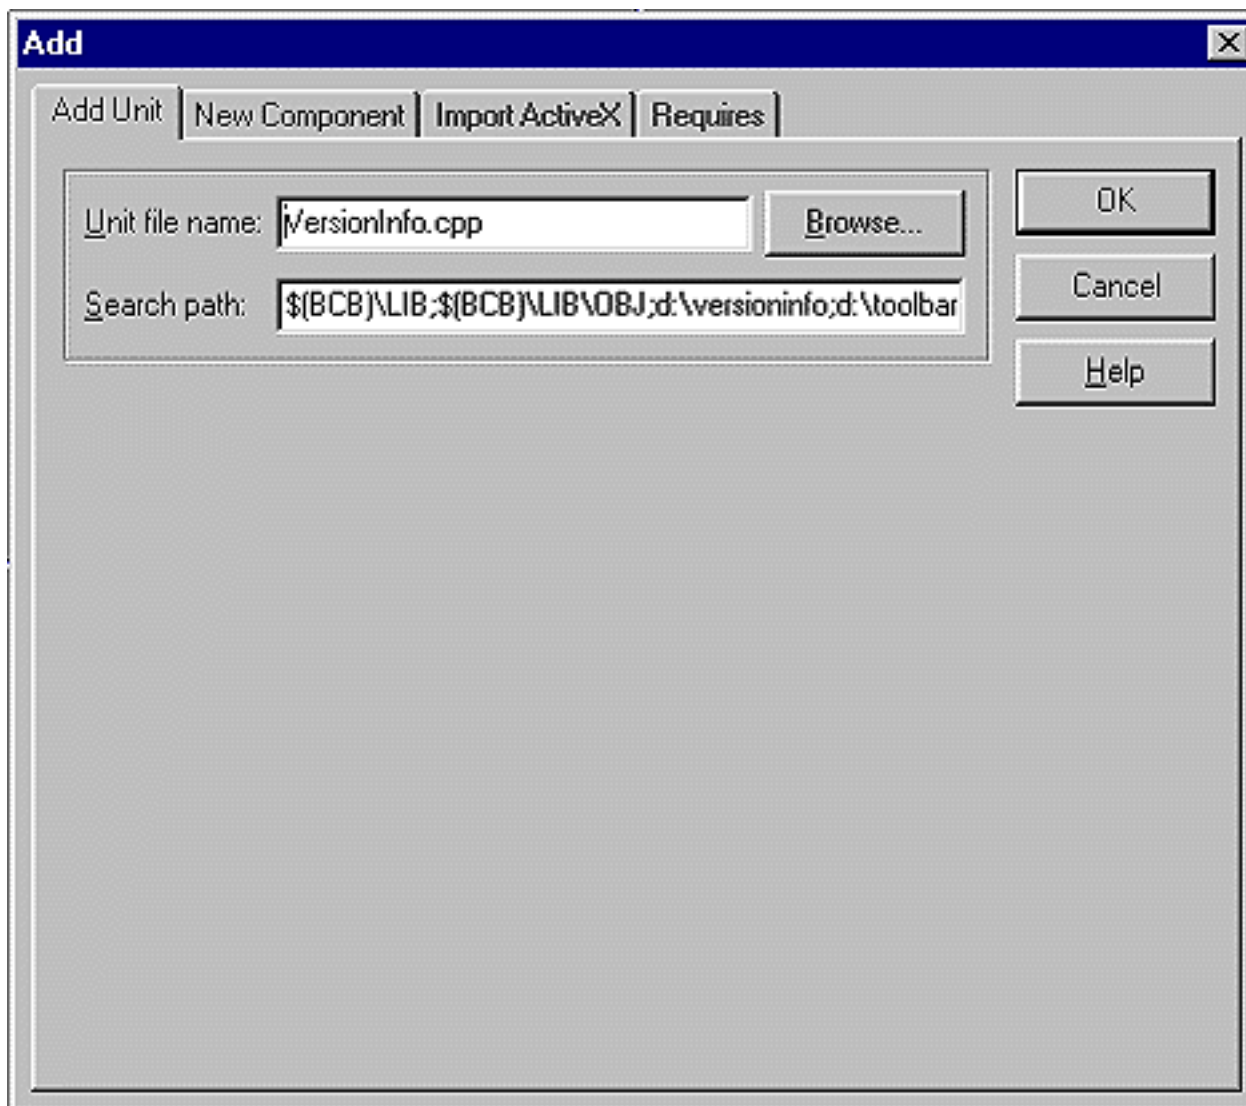 Add
Add Unit New Component Import ActiveX Requires
Unit file name: VersionInfo.cpp Browse... OK
Search path: $(BCB)\LIB;$(BCB)\LIB\OBJ;d:\versioninfo;d:\toolbar Cancel
Help